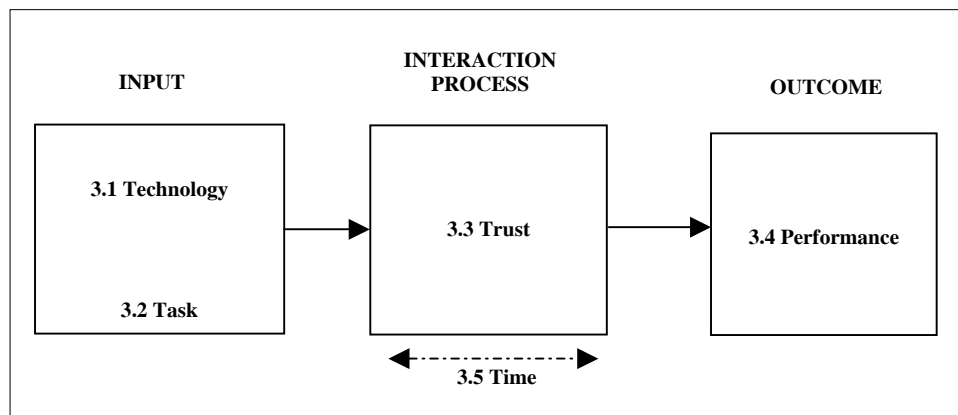 INPUT
INTERACTION
PROCESS
OUTCOME
3.1 Technology
3.2 Task
3.3 Trust
3.4 Performance
3.5 Time